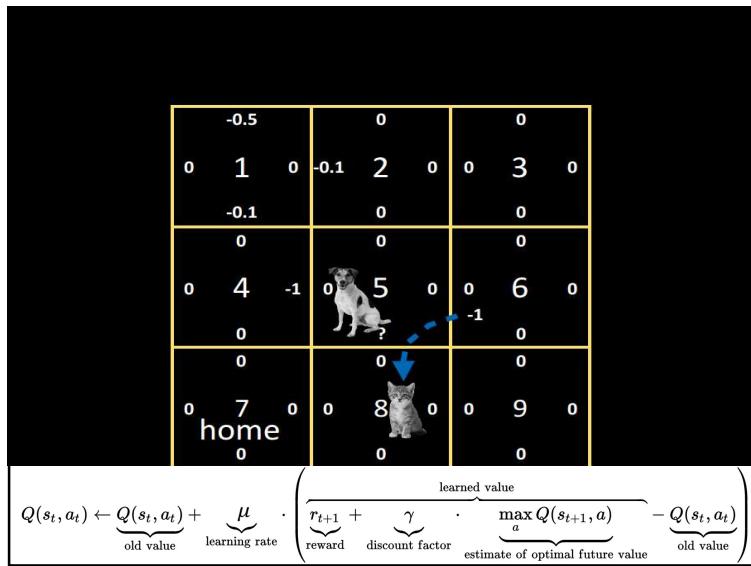 -0.5 0 0
0 1 0 -0.1 2 0 0 3 0
-0.1 0 0
0 0 0
0 4 -1 0 5 0 0 6 0
-1
0 ? 0
0 0 0
0 7 0 0 8 0 0 9 0
home
0 0 0
learned value
Q(s_t, a_t) ← Q(s_t, a_t) + μ · ( r_{t+1} + γ · max_a Q(s_{t+1}, a) − Q(s_t, a_t) )
old value learning rate reward discount factor estimate of optimal future value old value